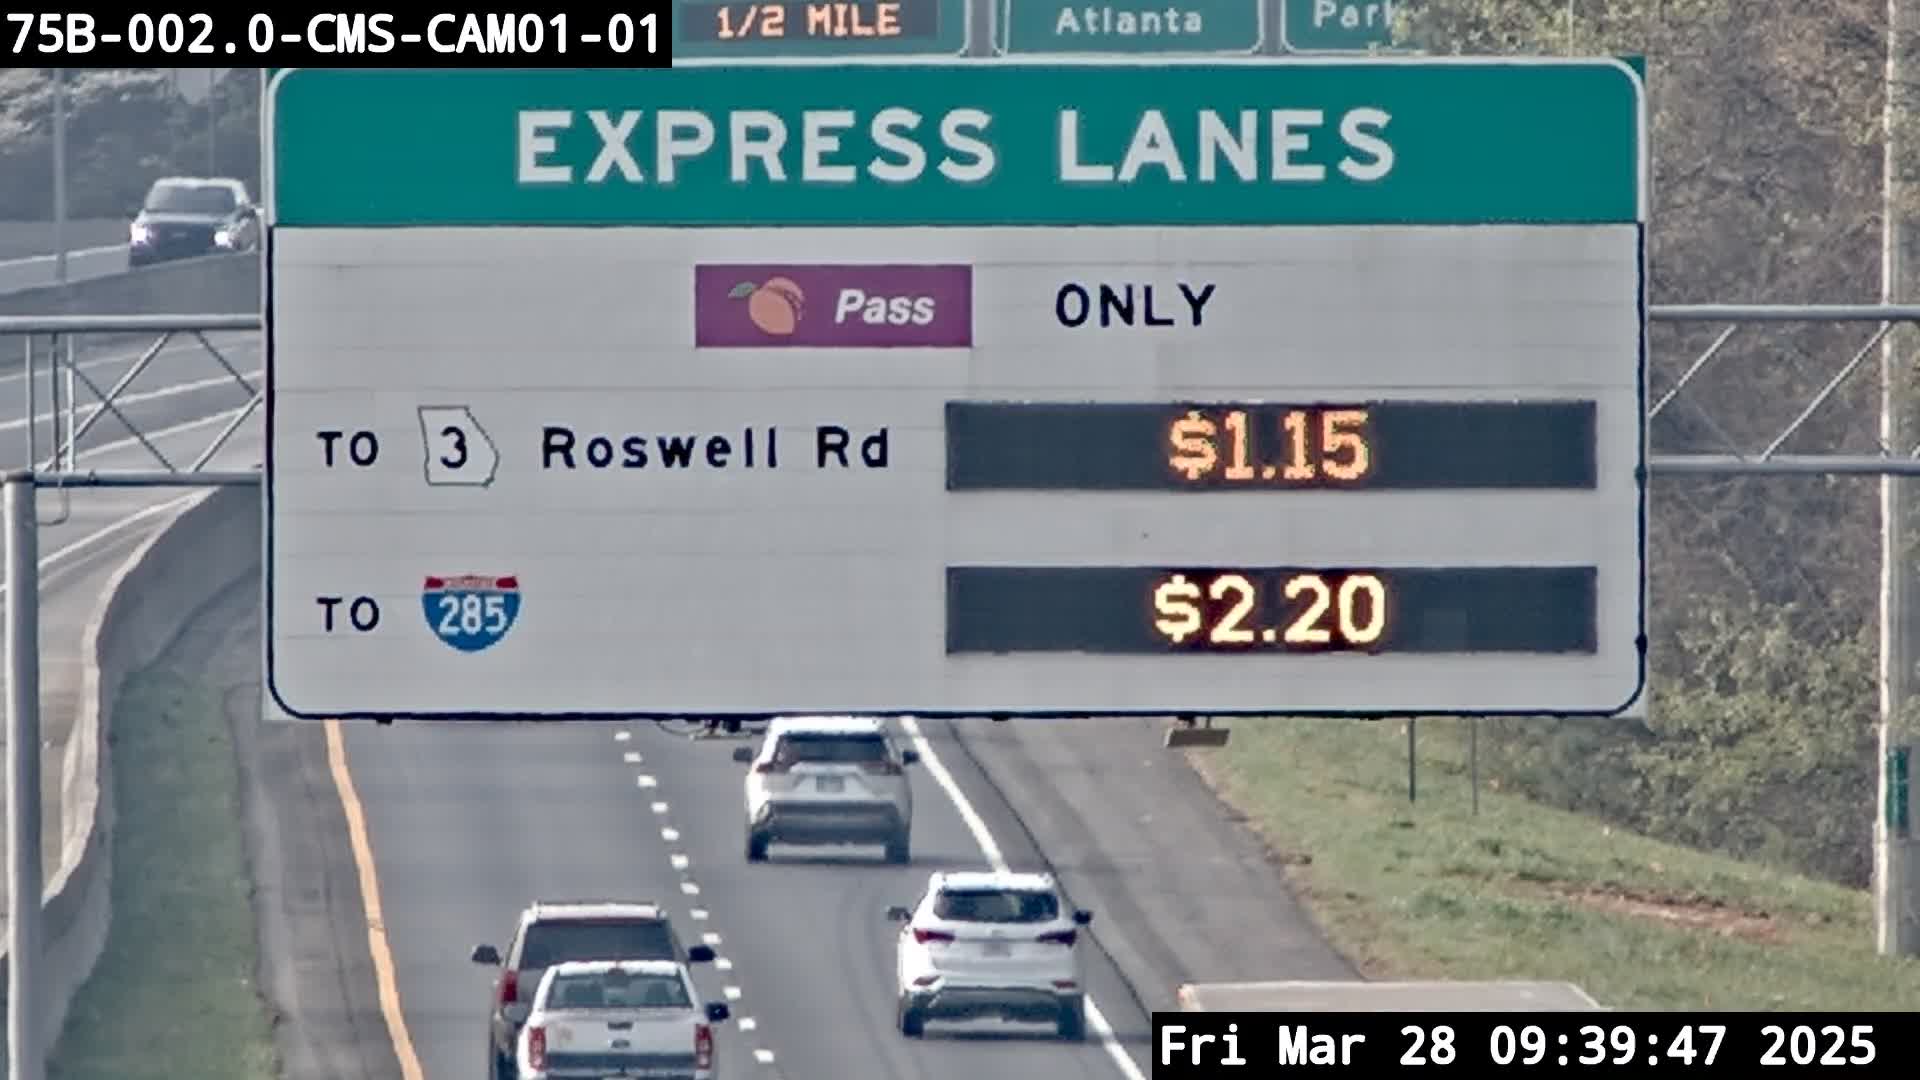 75B-002.0-CMS-CAM01-01
1/2 MILE
Atlanta
EXPRESS LANES
Pass ONLY
TO 3 Roswell Rd $1.15
TO 285 $2.20
Fri Mar 28 09:39:47 2025